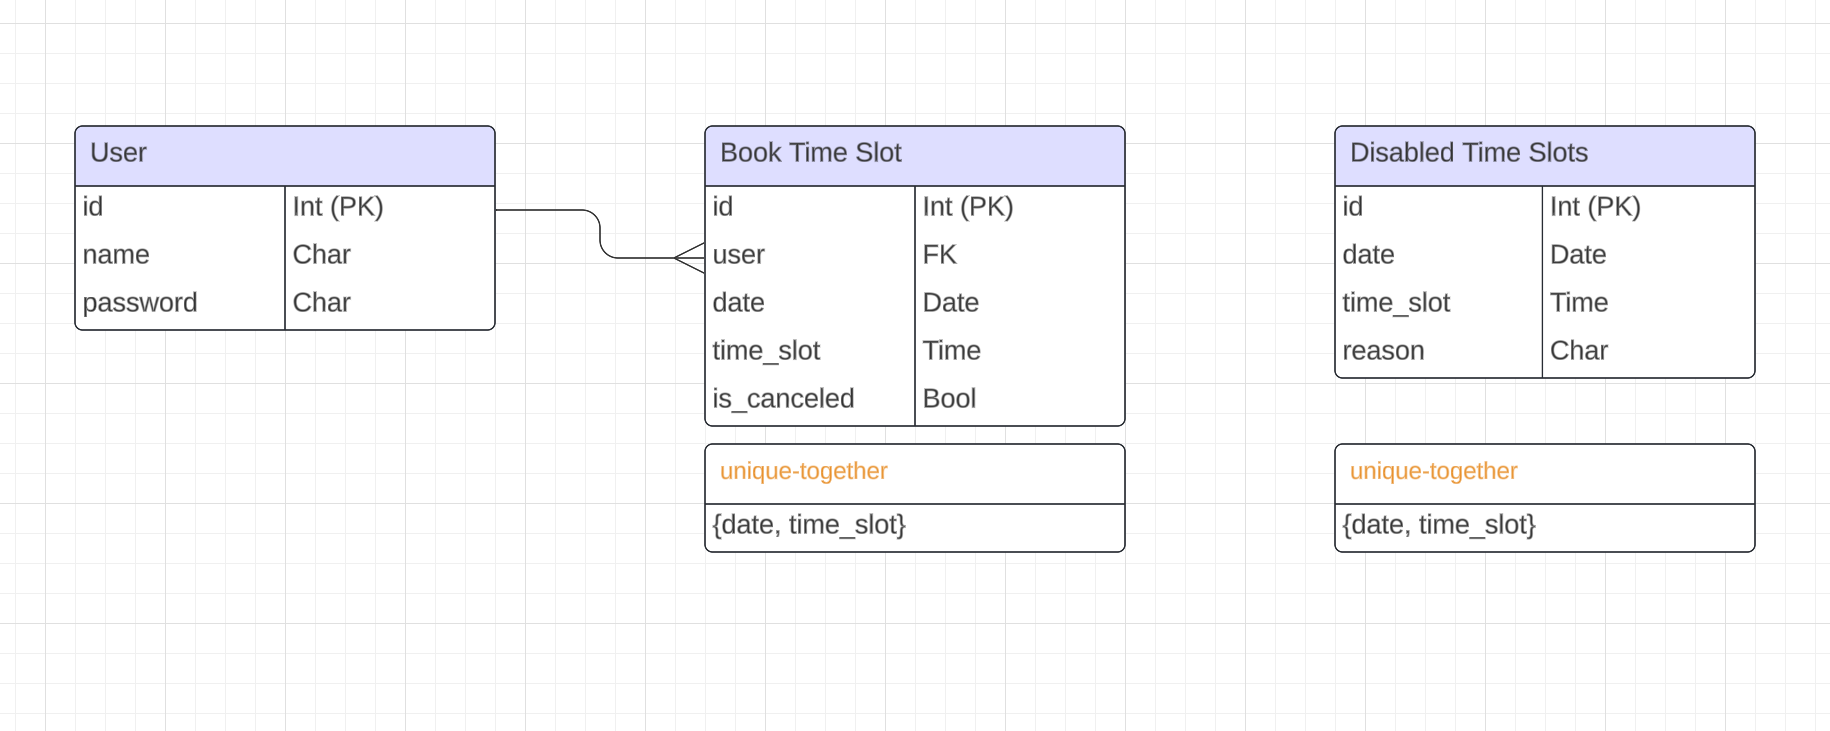 User
id Int (PK)
name Char
password Char
Book Time Slot
id Int (PK)
user FK
date Date
time_slot Time
is_canceled Bool
unique-together
{date, time_slot}
Disabled Time Slots
id Int (PK)
date Date
time_slot Time
reason Char
unique-together
{date, time_slot}